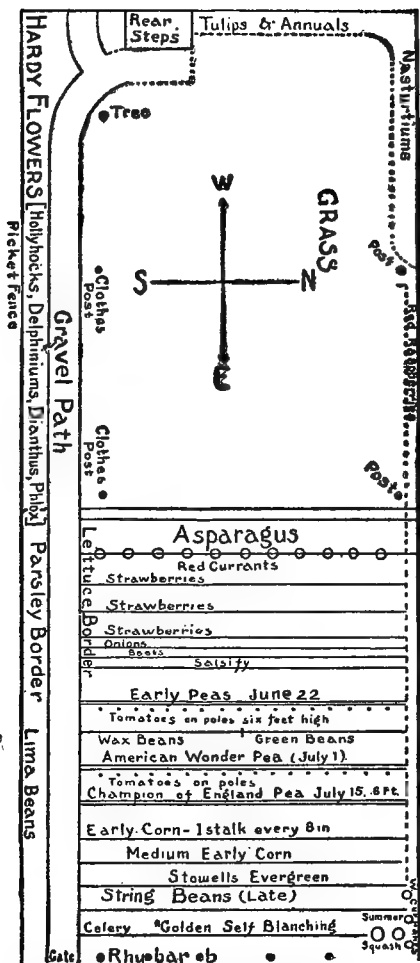 Rear
Steps
Tulips & Annuals
Nasturtiums
HARDY FLOWERS [Hollyhocks, Delphiniums, Dianthus, Phlox] Parsley Border Lima Beans
Picket Fence
Gravel Path
Tree
GRASS
W
S
N
E
Post
Clothes
Post
Clothes
Post
Post
Lettuce Border
Asparagus
Red Currants
Strawberries
Strawberries
Strawberries
Onions
Beets
Salsify
Early Peas June 22
Tomatoes on poles six feet high
Wax Beans Green Beans
American Wonder Pea (July 1)
Tomatoes on poles
Champion of England Pea July 15. 6 Ft.
Early Corn-1 stalk every 8 in
Medium Early Corn
Stowells Evergreen
String Beans (Late)
Celery "Golden Self Blanching
Summer
Squash
Gate
Rhubarb